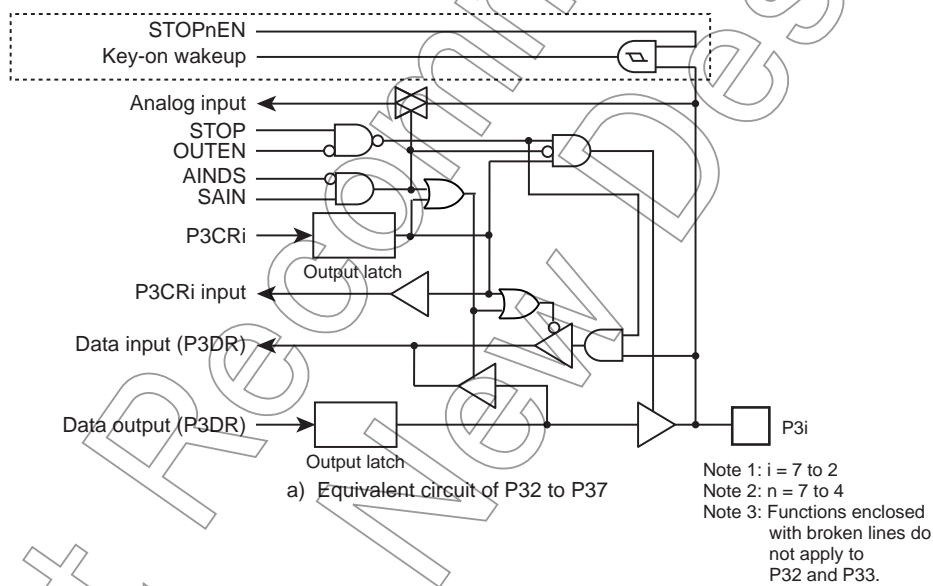 STOPnEN
Key-on wakeup
Analog input
STOP
OUTEN
AINDS
SAIN
P3CRi
Output latch
P3CRi input
Data input (P3DR)
Data output (P3DR)
Output latch
P3i
a) Equivalent circuit of P32 to P37
Note 1: i = 7 to 2
Note 2: n = 7 to 4
Note 3: Functions enclosed
with broken lines do
not apply to
P32 and P33.